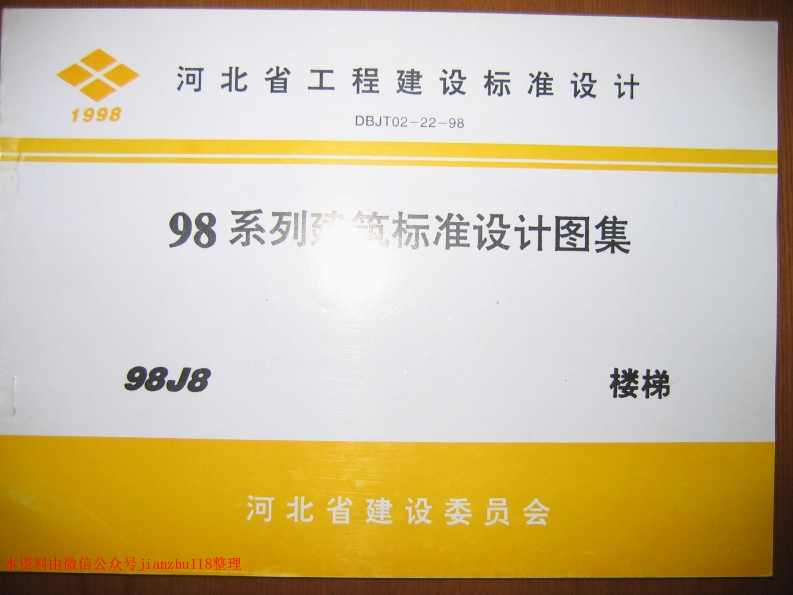 河北省工程建设标准设计
1998
DBJT02-22-98
98系列建筑标准设计图集
98J8 楼梯
河北省建设委员会
本资料由微信公众号jianzhu118整理